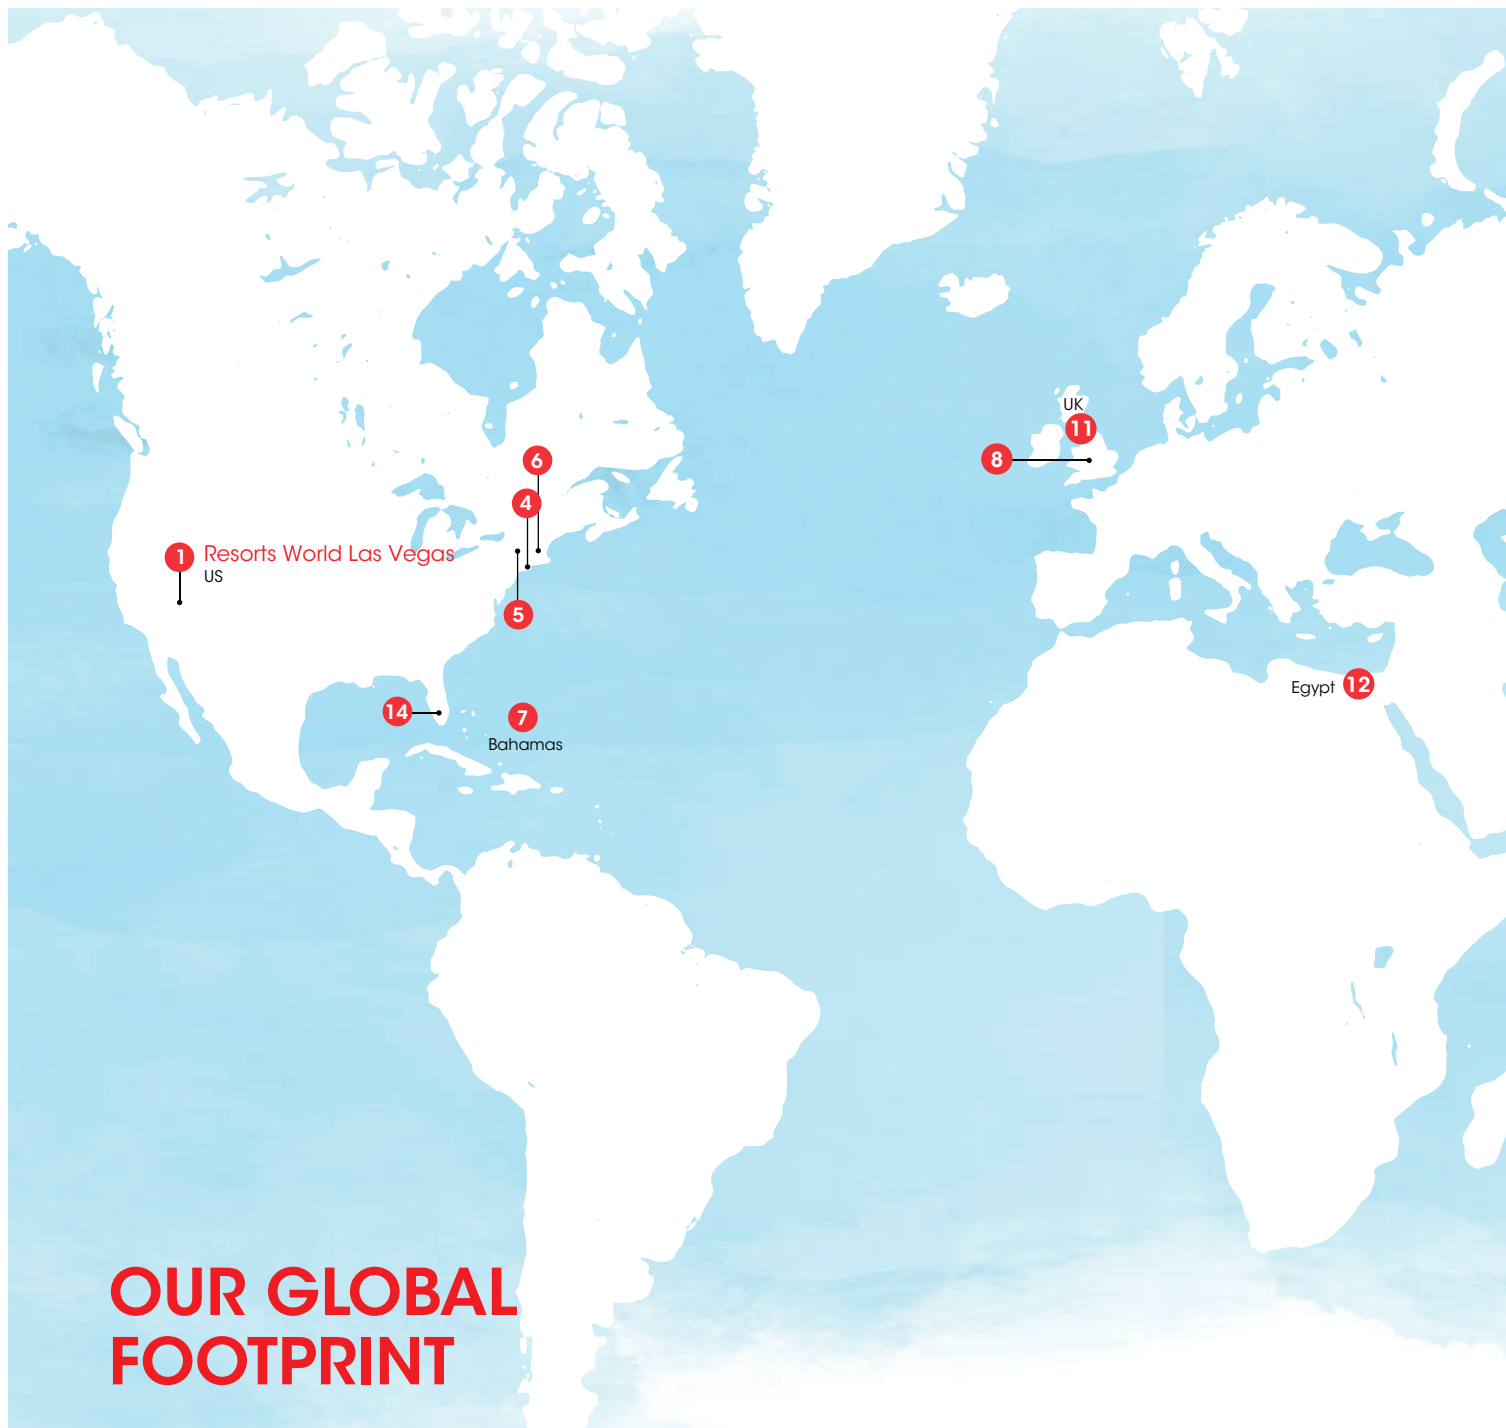 UK
11
6
8
4
1 Resorts World Las Vegas
US
5
Egypt 12
14
7
Bahamas
OUR GLOBAL
FOOTPRINT